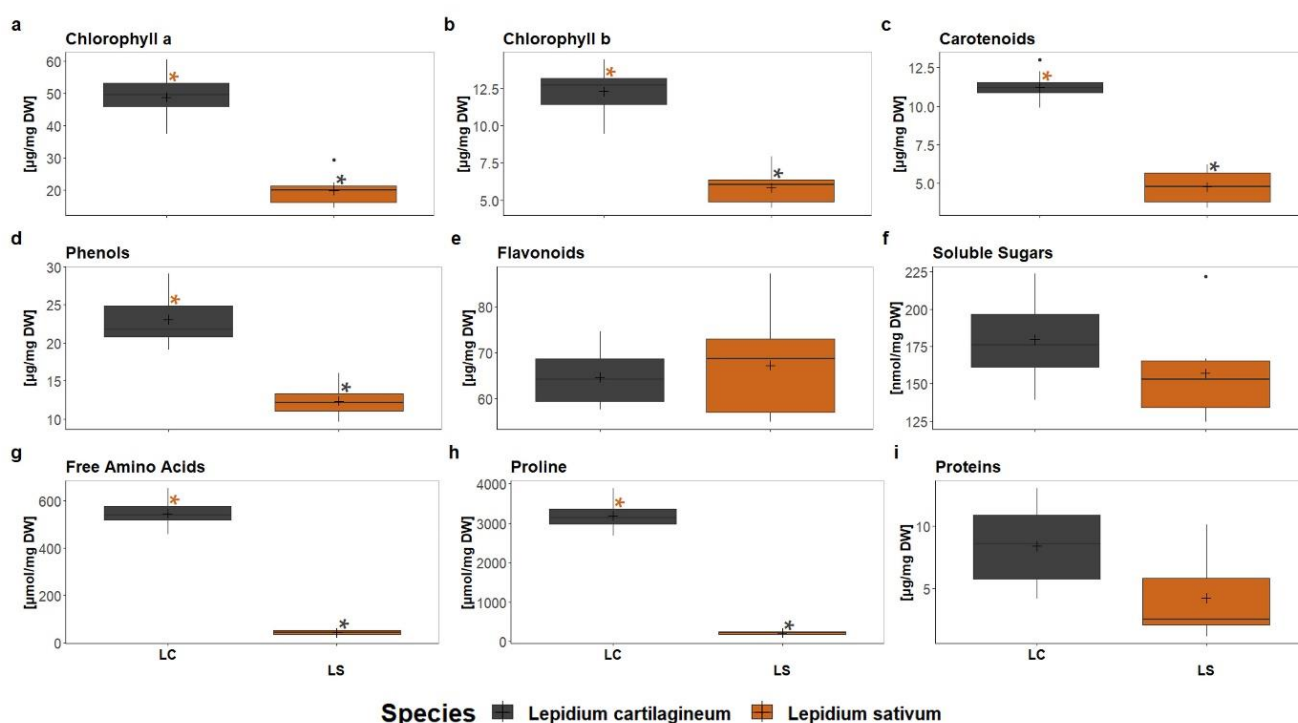 a Chlorophyll a
60
50
40
30
20
[µg/mg DW]
b Chlorophyll b
12.5
10.0
7.5
5.0
[µg/mg DW]
c Carotenoids
12.5
10.0
7.5
5.0
[µg/mg DW]
d Phenols
30
25
20
15
10
[µg/mg DW]
e Flavonoids
80
70
60
[µg/mg DW]
f Soluble Sugars
225
200
175
150
125
[nmol/mg DW]
g Free Amino Acids
600
400
200
0
[µmol/mg DW]
LC
LS
h Proline
4000
3000
2000
1000
0
[µmol/mg DW]
LC
LS
i Proteins
10
5
[µg/mg DW]
LC
LS
Species Lepidium cartilagineum Lepidium sativum